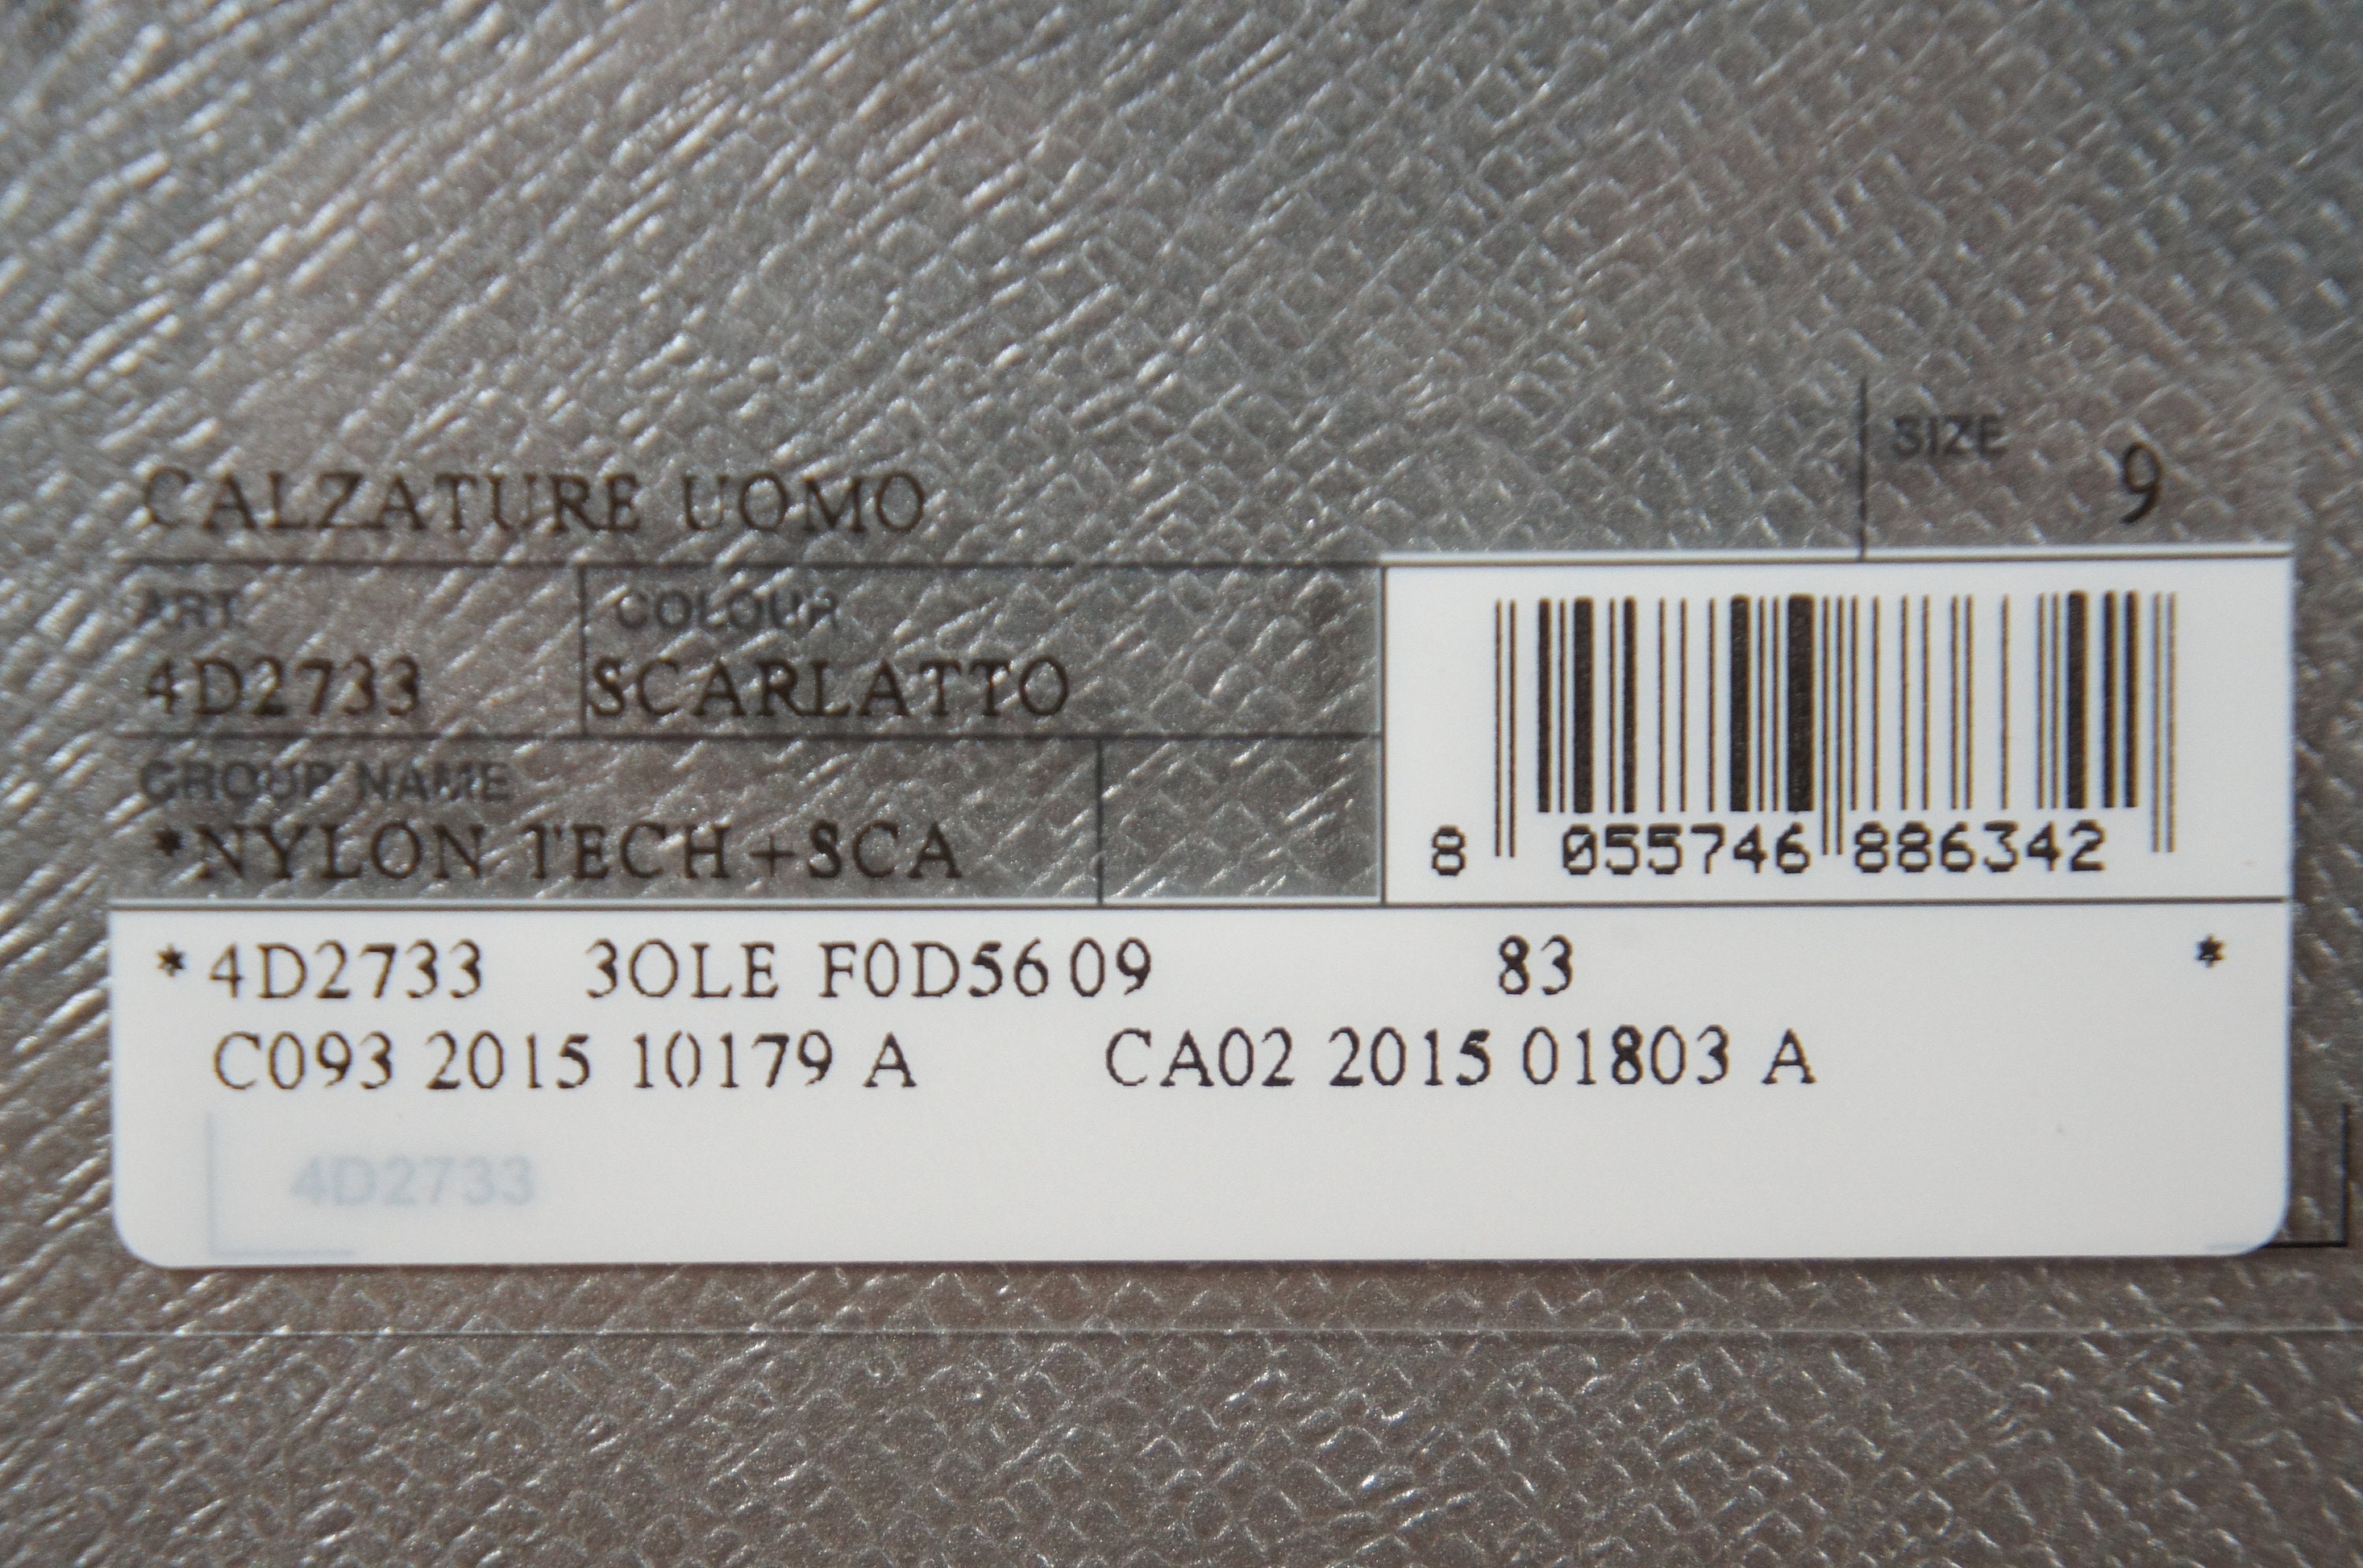 CALZATURE UOMO
SIZE 9
ART. COLOUR
4D2733 SCARLATTO
GROUP NAME
*NYLON TECH+SCA
8 055746 886342
* 4D2733 3OLE F0D56 09 83 *
C093 2015 10179 A CA02 2015 01803 A
4D2733